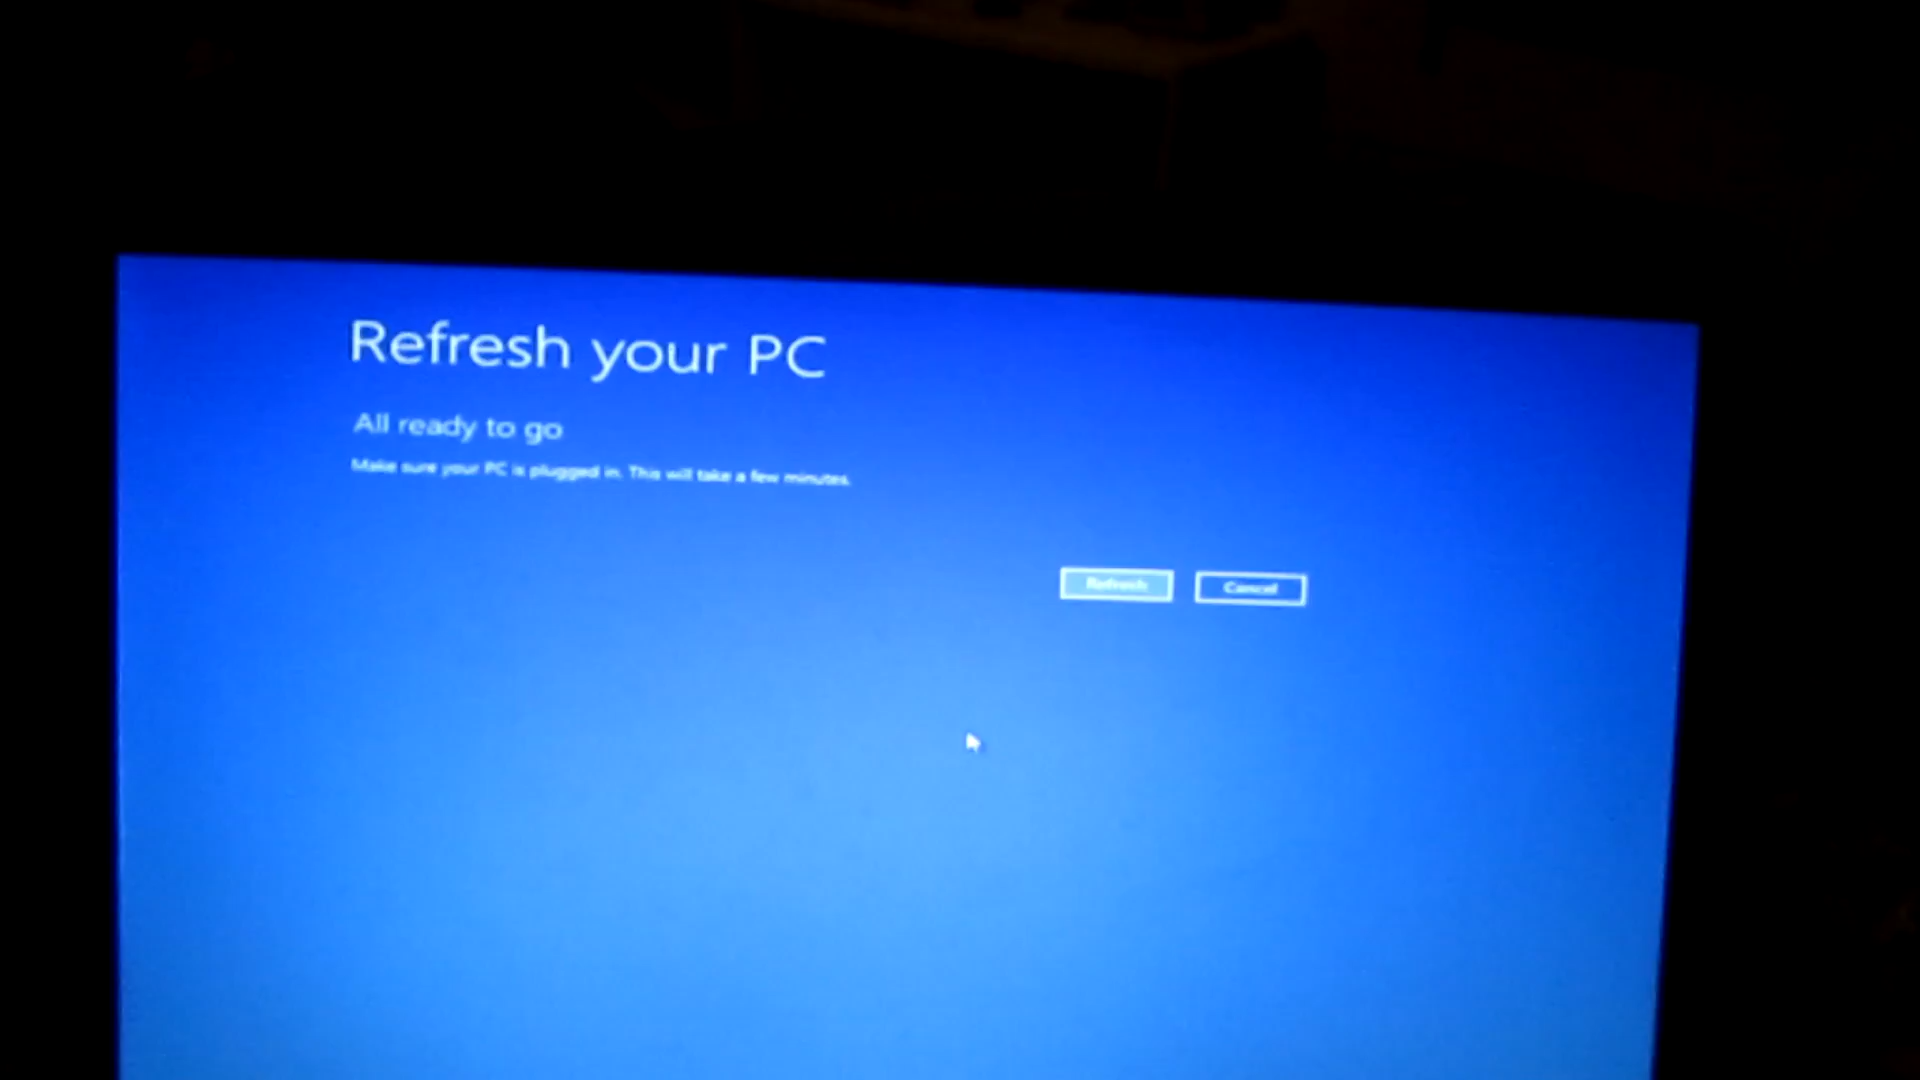 Refresh your PC
All ready to go
Make sure your PC is plugged in. This will take a few minutes.
Refresh Cancel